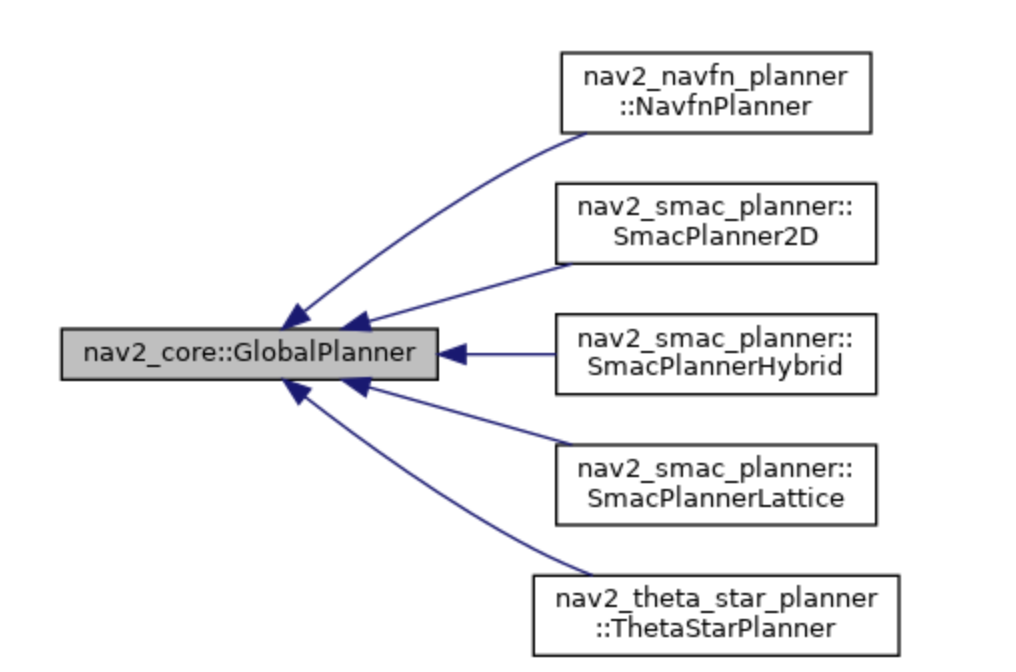 nav2_navfn_planner
::NavfnPlanner
nav2_smac_planner::
SmacPlanner2D
nav2_core::GlobalPlanner
nav2_smac_planner::
SmacPlannerHybrid
nav2_smac_planner::
SmacPlannerLattice
nav2_theta_star_planner
::ThetaStarPlanner